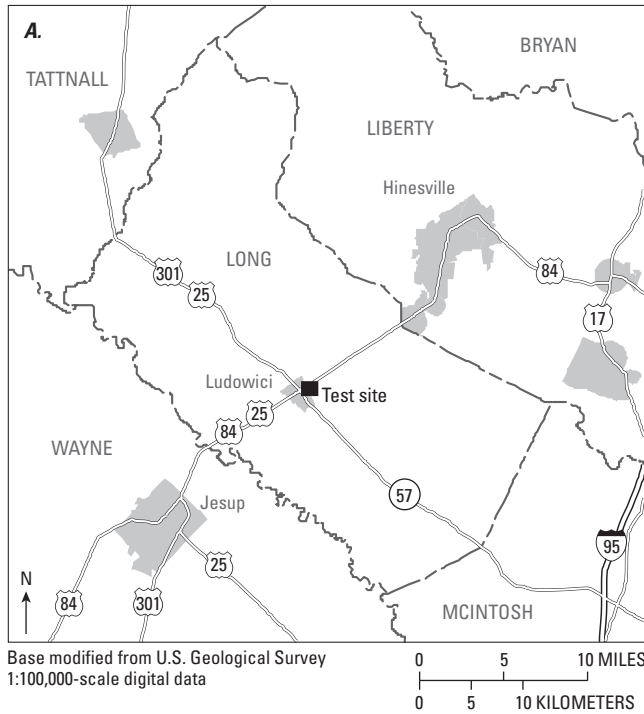 A.
BRYAN
TATTNALL
LIBERTY
Hinesville
LONG
301
25
84
17
Ludowici
Test site
25
84
WAYNE
57
Jesup
95
25
N
84
301
MCINTOSH
Base modified from U.S. Geological Survey
1:100,000-scale digital data
0 5 10 MILES
0 5 10 KILOMETERS